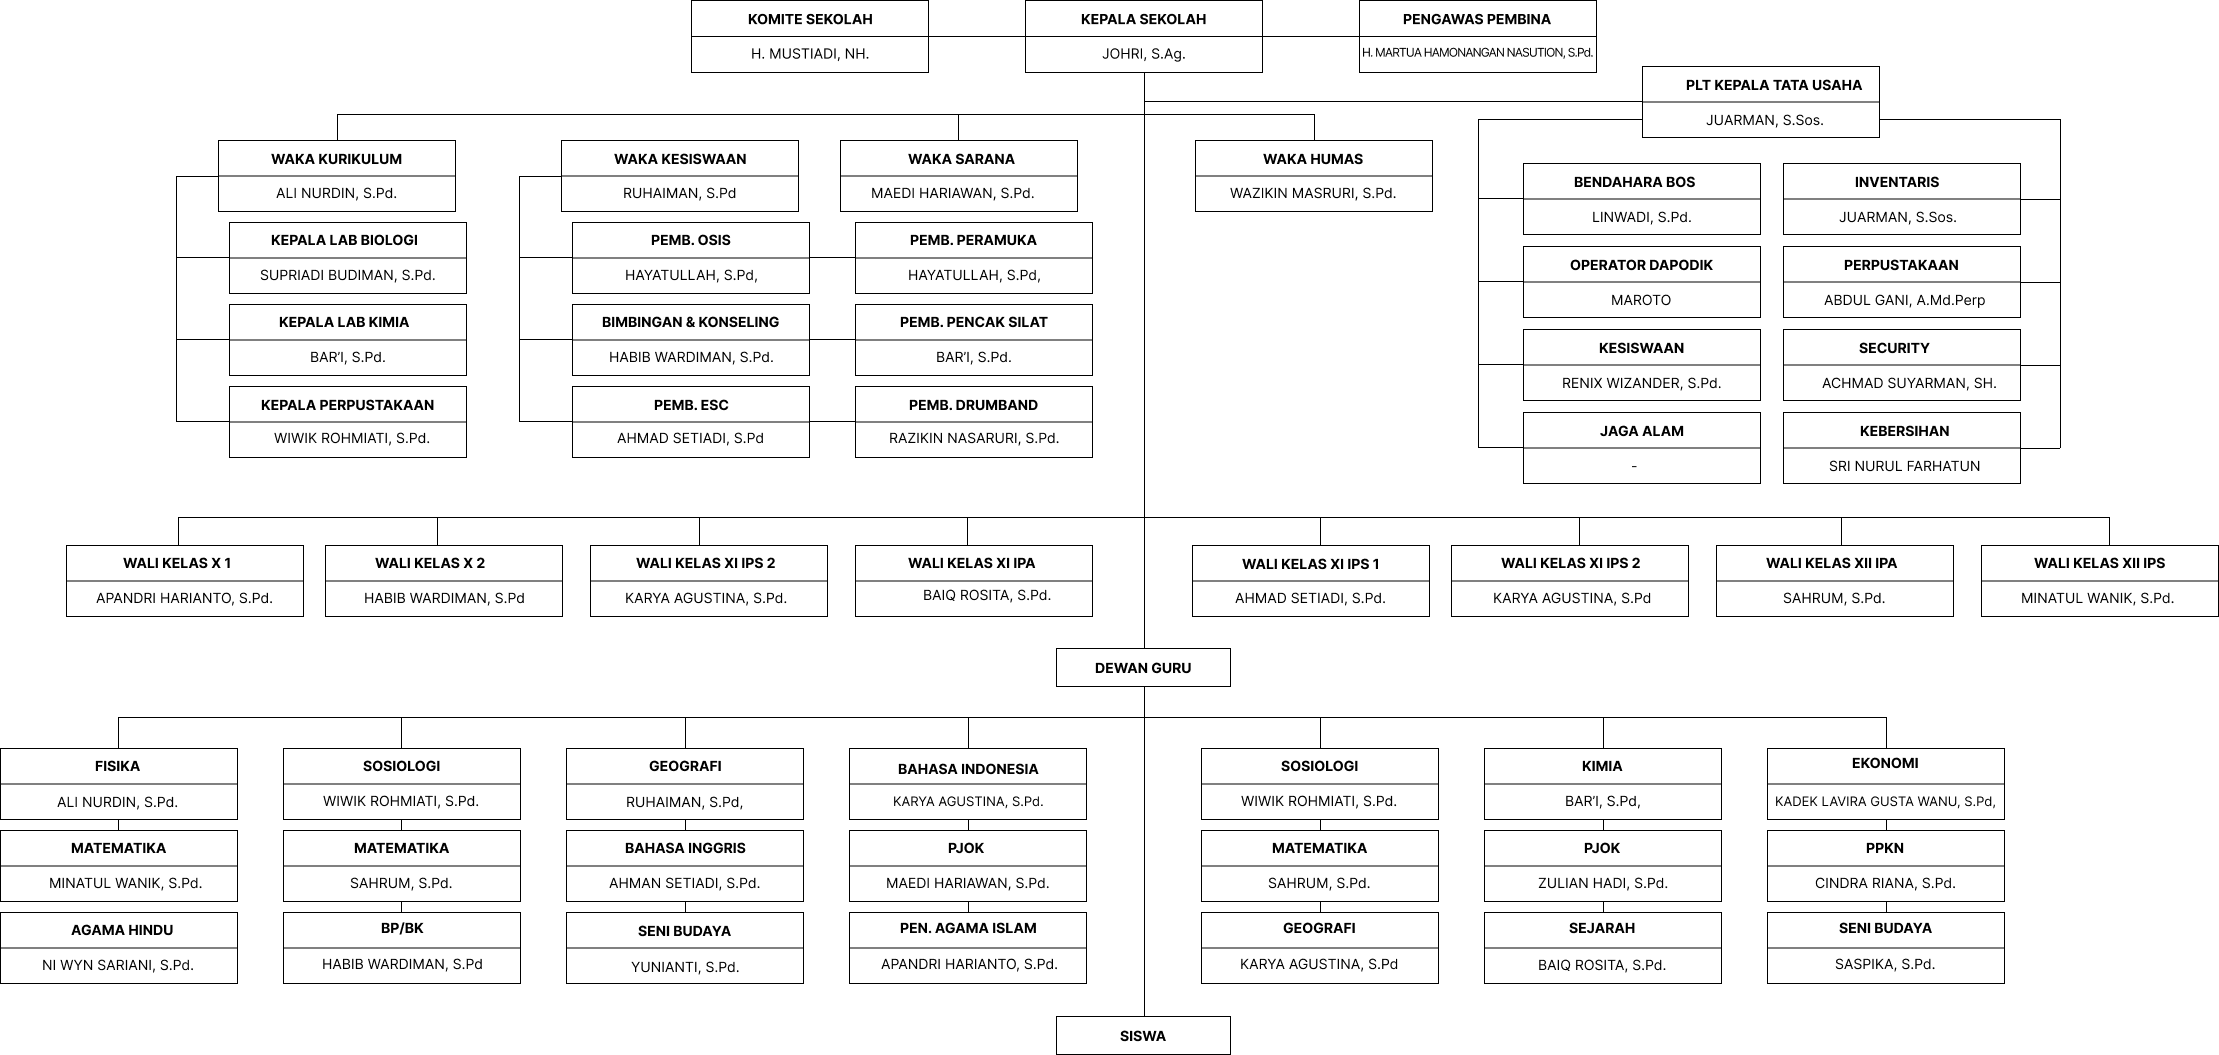 KOMITE SEKOLAH
H. MUSTIADI, NH.
KEPALA SEKOLAH
JOHRI, S.Ag.
PENGAWAS PEMBINA
H. MARTUA HAMONANGAN NASUTION, S.Pd.
PLT KEPALA TATA USAHA
JUARMAN, S.Sos.
WAKA KURIKULUM
ALI NURDIN, S.Pd.
WAKA KESISWAAN
RUHAIMAN, S.Pd
WAKA SARANA
MAEDI HARIAWAN, S.Pd.
WAKA HUMAS
WAZIKIN MASRURI, S.Pd.
KEPALA LAB BIOLOGI
SUPRIADI BUDIMAN, S.Pd.
KEPALA LAB KIMIA
BAR'I, S.Pd.
KEPALA PERPUSTAKAAN
WIWIK ROHMIATI, S.Pd.
PEMB. OSIS
HAYATULLAH, S.Pd,
PEMB. PERAMUKA
HAYATULLAH, S.Pd,
BIMBINGAN & KONSELING
HABIB WARDIMAN, S.Pd.
PEMB. PENCAK SILAT
BAR'I, S.Pd.
PEMB. ESC
AHMAD SETIADI, S.Pd
PEMB. DRUMBAND
RAZIKIN NASARURI, S.Pd.
BENDAHARA BOS
LINWADI, S.Pd.
INVENTARIS
JUARMAN, S.Sos.
OPERATOR DAPODIK
MAROTO
PERPUSTAKAAN
ABDUL GANI, A.Md.Perp
KESISWAAN
RENIX WIZANDER, S.Pd.
SECURITY
ACHMAD SUYARMAN, SH.
JAGA ALAM
-
KEBERSIHAN
SRI NURUL FARHATUN
WALI KELAS X 1
APANDRI HARIANTO, S.Pd.
WALI KELAS X 2
HABIB WARDIMAN, S.Pd
WALI KELAS XI IPS 2
KARYA AGUSTINA, S.Pd.
WALI KELAS XI IPA
BAIQ ROSITA, S.Pd.
WALI KELAS XI IPS 1
AHMAD SETIADI, S.Pd.
WALI KELAS XI IPS 2
KARYA AGUSTINA, S.Pd
WALI KELAS XII IPA
SAHRUM, S.Pd.
WALI KELAS XII IPS
MINATUL WANIK, S.Pd.
DEWAN GURU
FISIKA
ALI NURDIN, S.Pd.
SOSIOLOGI
WIWIK ROHMIATI, S.Pd.
GEOGRAFI
RUHAIMAN, S.Pd,
BAHASA INDONESIA
KARYA AGUSTINA, S.Pd.
SOSIOLOGI
WIWIK ROHMIATI, S.Pd.
KIMIA
BAR'I, S.Pd,
EKONOMI
KADEK LAVIRA GUSTA WANU, S.Pd,
MATEMATIKA
MINATUL WANIK, S.Pd.
MATEMATIKA
SAHRUM, S.Pd.
BAHASA INGGRIS
AHMAN SETIADI, S.Pd.
PJOK
MAEDI HARIAWAN, S.Pd.
MATEMATIKA
SAHRUM, S.Pd.
PJOK
ZULIAN HADI, S.Pd.
PPKN
CINDRA RIANA, S.Pd.
AGAMA HINDU
NI WYN SARIANI, S.Pd.
BP/BK
HABIB WARDIMAN, S.Pd
SENI BUDAYA
YUNIANTI, S.Pd.
PEN. AGAMA ISLAM
APANDRI HARIANTO, S.Pd.
GEOGRAFI
KARYA AGUSTINA, S.Pd
SEJARAH
BAIQ ROSITA, S.Pd.
SENI BUDAYA
SASPIKA, S.Pd.
SISWA